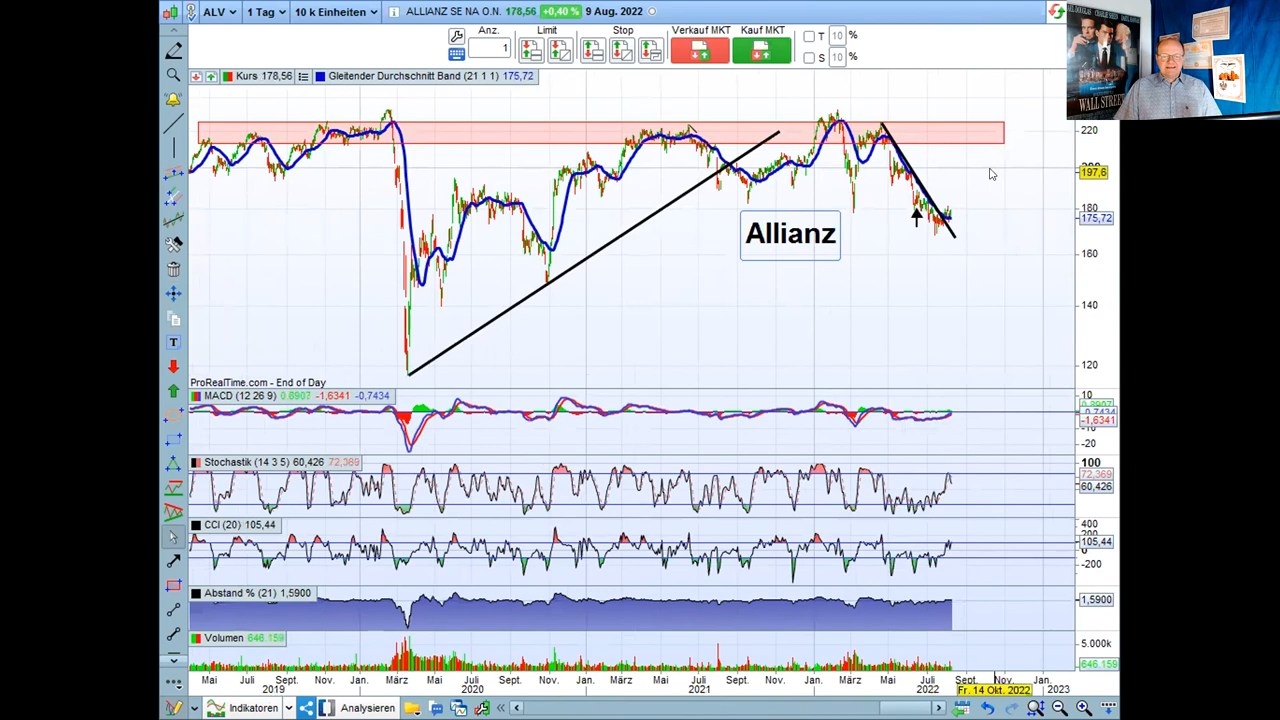 ALV 1 Tag 10 k Einheiten ALLIANZ SE NA O.N. 178,56 +0,40 % 9 Aug. 2022
Anz. Limit Stop Verkauf MKT Kauf MKT T 10 %
1 S 10 %
Kurs 178,56 Gleitender Durchschnitt Band (21 1 1) 175,72
WALL STREET
220
200
197,6
180
175,72
160
140
120
Allianz
ProRealTime.com - End of Day
MACD (12 26 9) 0.8907 -1,6341 -0,7434
10
0.8907
-0,7434
-1,6341
-10
-20
Stochastik (14 3 5) 60,426 72,369
100
72,369
60,426
CCI (20) 105,44
400
200
105,44
0
-200
Abstand % (21) 1,5900
1,5900
Volumen 646.159
5.000k
646,159
Mai Juli Sept. Nov. Jan. März Mai Juli Sept. Nov. Jan. März Mai Juli Sept. Nov. Jan. März Mai Juli Sept. Nov. Jan.
2019 2020 2021 2022 Fr. 14 Okt. 2022 2023
Indikatoren Analysieren